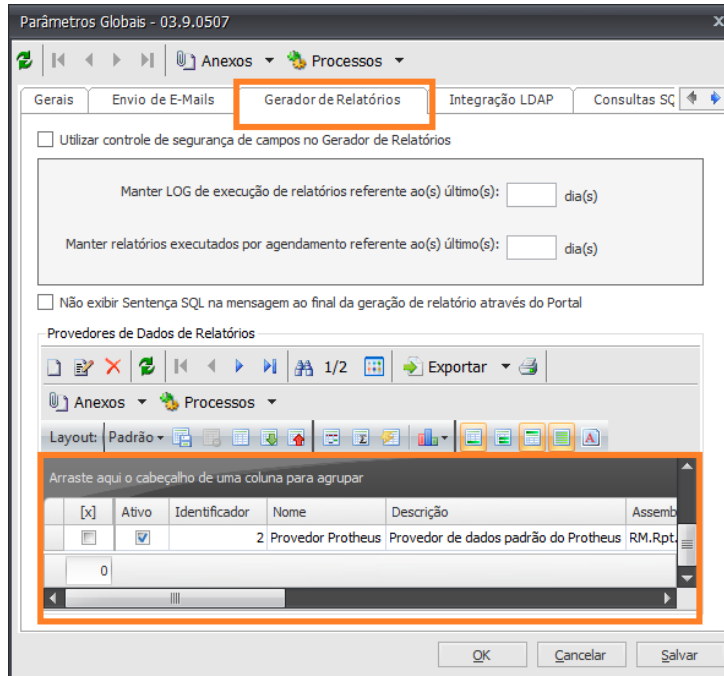 Parâmetros Globais - 03.9.0507
Anexos Processos
Gerais Envio de E-Mails Gerador de Relatórios Integração LDAP Consultas SQ
Utilizar controle de segurança de campos no Gerador de Relatórios
Manter LOG de execução de relatórios referente ao(s) último(s): dia(s)
Manter relatórios executados por agendamento referente ao(s) último(s): dia(s)
Não exibir Sentença SQL na mensagem ao final da geração de relatório através do Portal
Provedores de Dados de Relatórios
1/2 Exportar
Anexos Processos
Layout: Padrão
Arraste aqui o cabeçalho de uma coluna para agrupar
[x] Ativo Identificador Nome Descrição Assemb
2 Provedor Protheus Provedor de dados padrão do Protheus RM.Rpt.
0
OK Cancelar Salvar